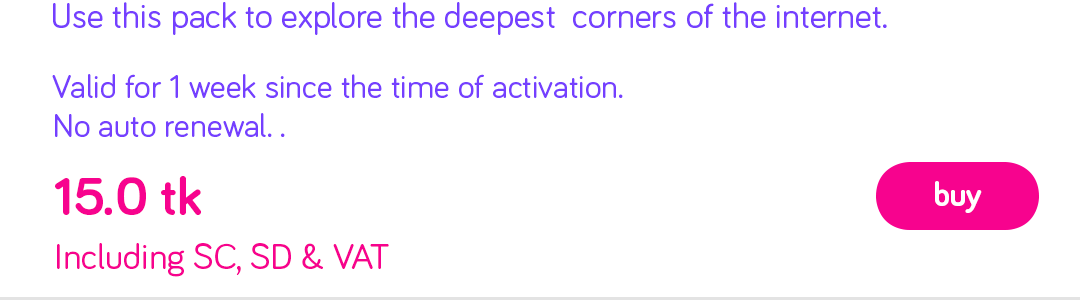 Use this pack to explore the deepest  corners of the internet.
Valid for 1 week since the time of activation.
No auto renewal. .
15.0 tk
buy
Including SC, SD & VAT